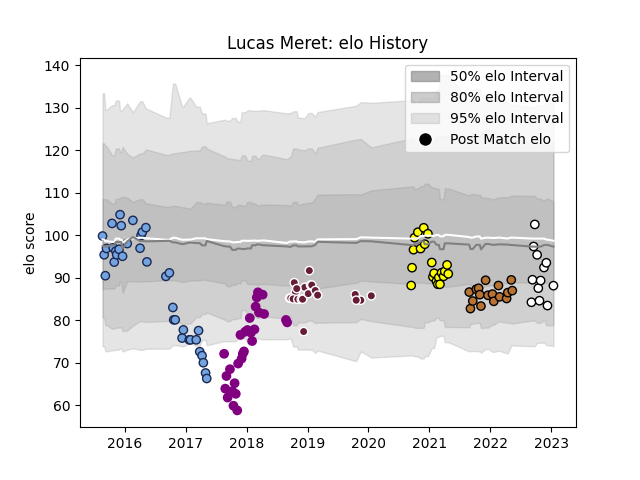 Lucas Meret: elo History
140
130
120
110
100
90
80
70
60
elo score
50% elo Interval
80% elo Interval
95% elo Interval
Post Match elo
2016
2017
2018
2019
2020
2021
2022
2023